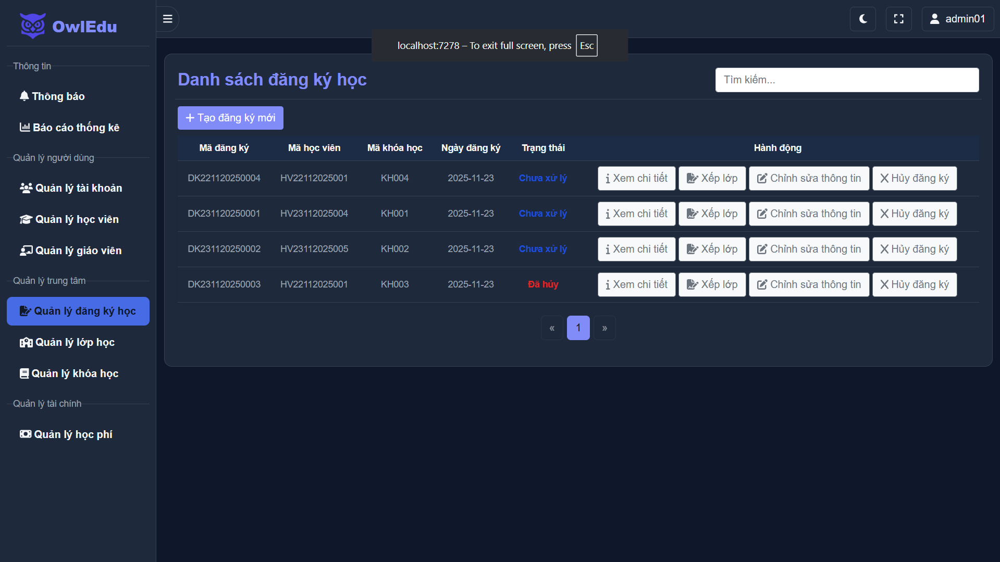 OwlEdu
admin01
localhost:7278 – To exit full screen, press Esc
Thông tin
Thông báo
Báo cáo thống kê
Quản lý người dùng
Quản lý tài khoản
Quản lý học viên
Quản lý giáo viên
Quản lý trung tâm
Quản lý đăng ký học
Quản lý lớp học
Quản lý khóa học
Quản lý tài chính
Quản lý học phí
Danh sách đăng ký học
Tìm kiếm...
Tạo đăng ký mới
Mã đăng ký Mã học viên Mã khóa học Ngày đăng ký Trạng thái Hành động
DK221120250004 HV22112025001 KH004 2025-11-23 Chưa xử lý Xem chi tiết Xếp lớp Chỉnh sửa thông tin Hủy đăng ký
DK231120250001 HV23112025004 KH001 2025-11-23 Chưa xử lý Xem chi tiết Xếp lớp Chỉnh sửa thông tin Hủy đăng ký
DK231120250002 HV23112025005 KH002 2025-11-23 Chưa xử lý Xem chi tiết Xếp lớp Chỉnh sửa thông tin Hủy đăng ký
DK231120250003 HV22112025001 KH003 2025-11-23 Đã hủy Xem chi tiết Xếp lớp Chỉnh sửa thông tin Hủy đăng ký
« 1 »